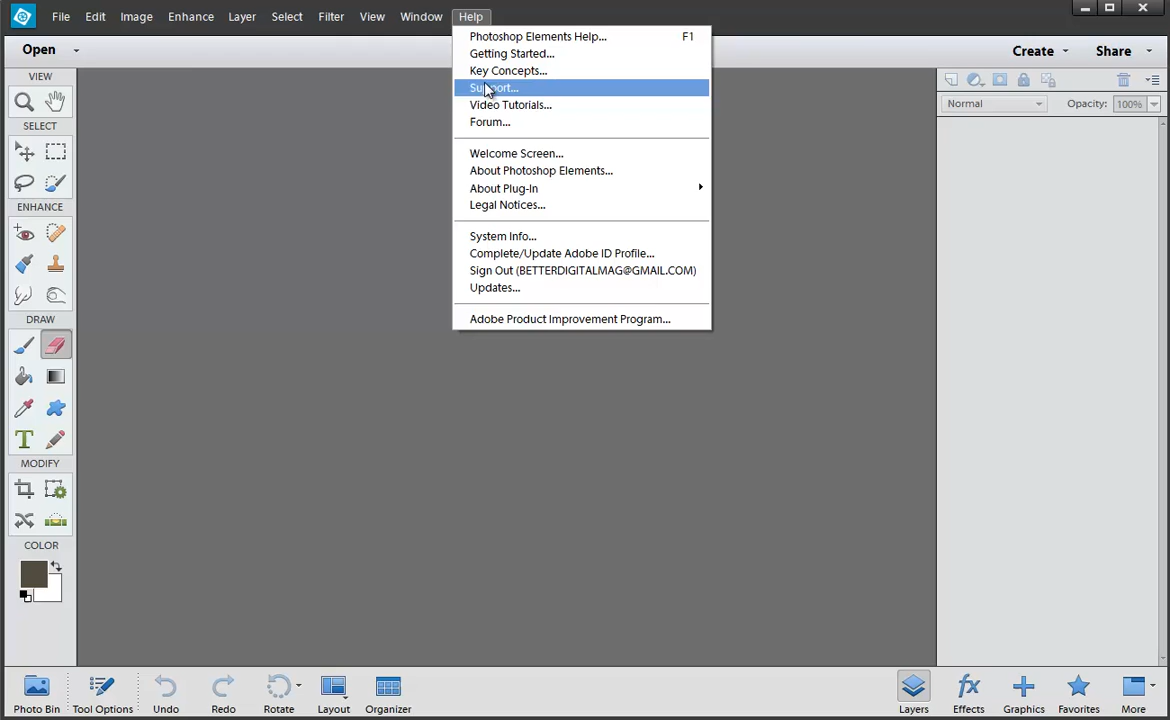 File Edit Image Enhance Layer Select Filter View Window Help
Open Create Share
VIEW
SELECT
ENHANCE
DRAW
MODIFY
COLOR
Photoshop Elements Help... F1
Getting Started...
Key Concepts...
Support...
Video Tutorials...
Forum...
Welcome Screen...
About Photoshop Elements...
About Plug-In
Legal Notices...
System Info...
Complete/Update Adobe ID Profile...
Sign Out (BETTERDIGITALMAG@GMAIL.COM)
Updates...
Adobe Product Improvement Program...
Normal Opacity: 100%
Photo Bin Tool Options Undo Redo Rotate Layout Organizer Layers Effects Graphics Favorites More